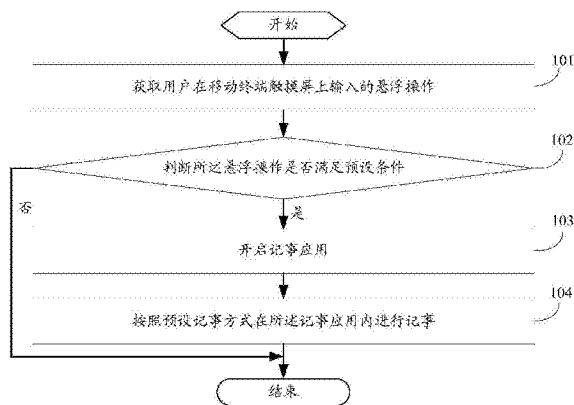 开始
101
获取用户在移动终端触摸屏上输入的悬浮操作
102
判断所述悬浮操作是否满足预设条件
否
是
103
开启记事应用
104
按照预设记事方式在所述记事应用内进行记事
结束